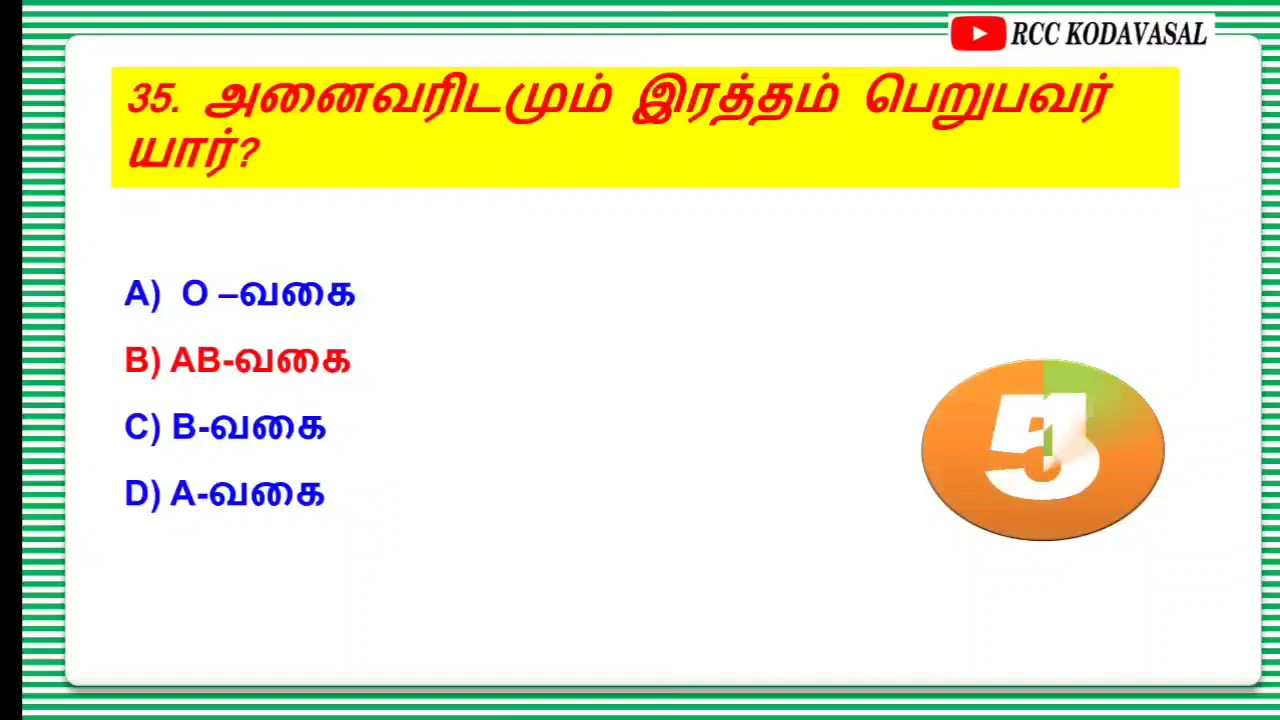 RCC KODAVASAL
35. அனைவரிடமும் இரத்தம் பெறுபவர்
யார்?
A) O –வகை
B) AB-வகை
C) B-வகை
D) A-வகை